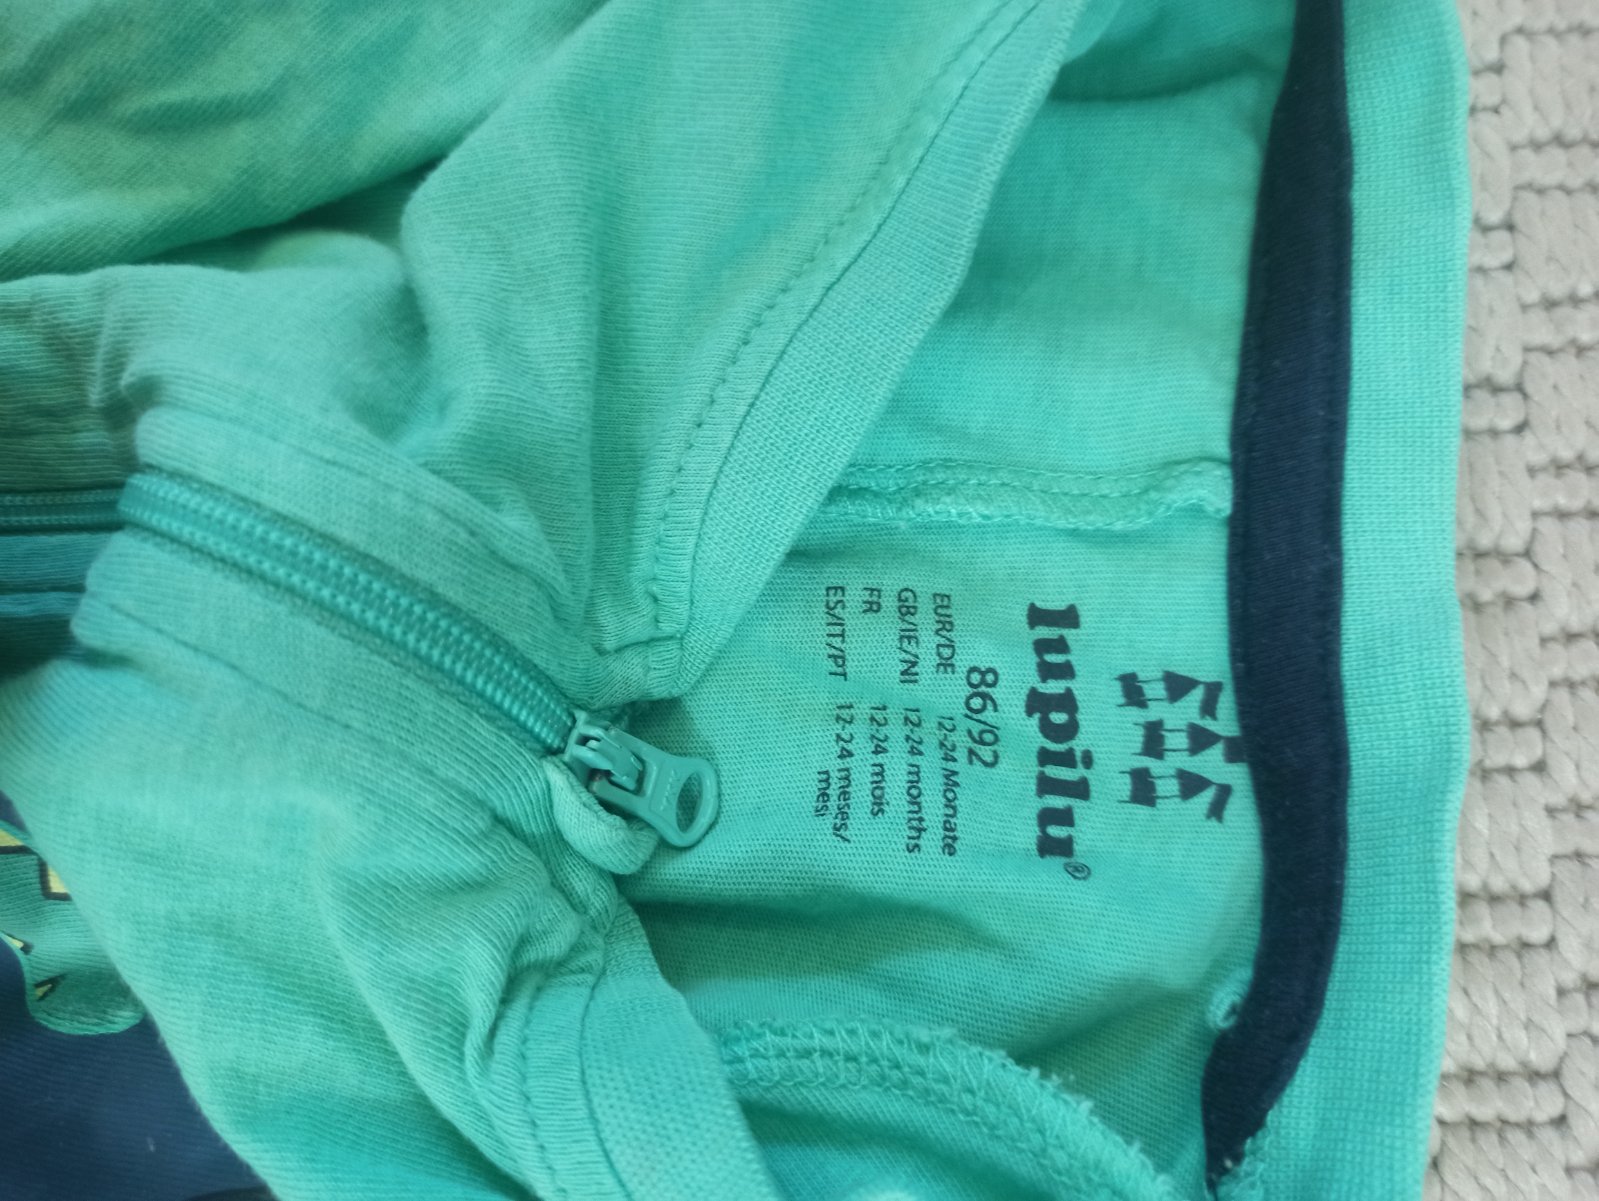 lupilu®
86/92
EUR/DE 12-24 Monate
GB/IE/NI 12-24 months
FR 12-24 mois
ES/IT/PT 12-24 meses/
mesi